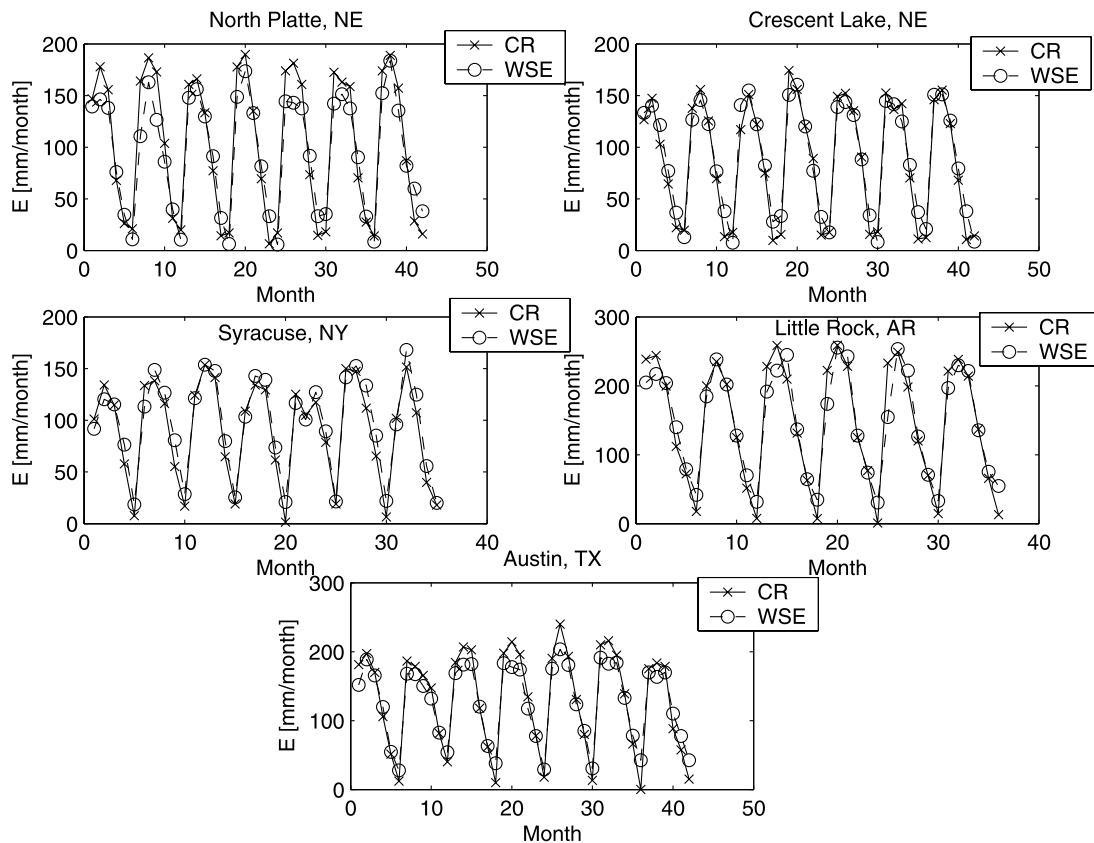 North Platte, NE
CR
WSE
200
150
100
50
0
E [mm/month]
0 10 20 30 40 50
Month
Crescent Lake, NE
CR
WSE
200
150
100
50
0
E [mm/month]
0 10 20 30 40 50
Month
Syracuse, NY
CR
WSE
200
150
100
50
0
E [mm/month]
0 10 20 30 40
Month
Little Rock, AR
CR
WSE
300
200
100
0
E [mm/month]
0 10 20 30 40
Month
Austin, TX
CR
WSE
300
200
100
0
E [mm/month]
0 10 20 30 40 50
Month